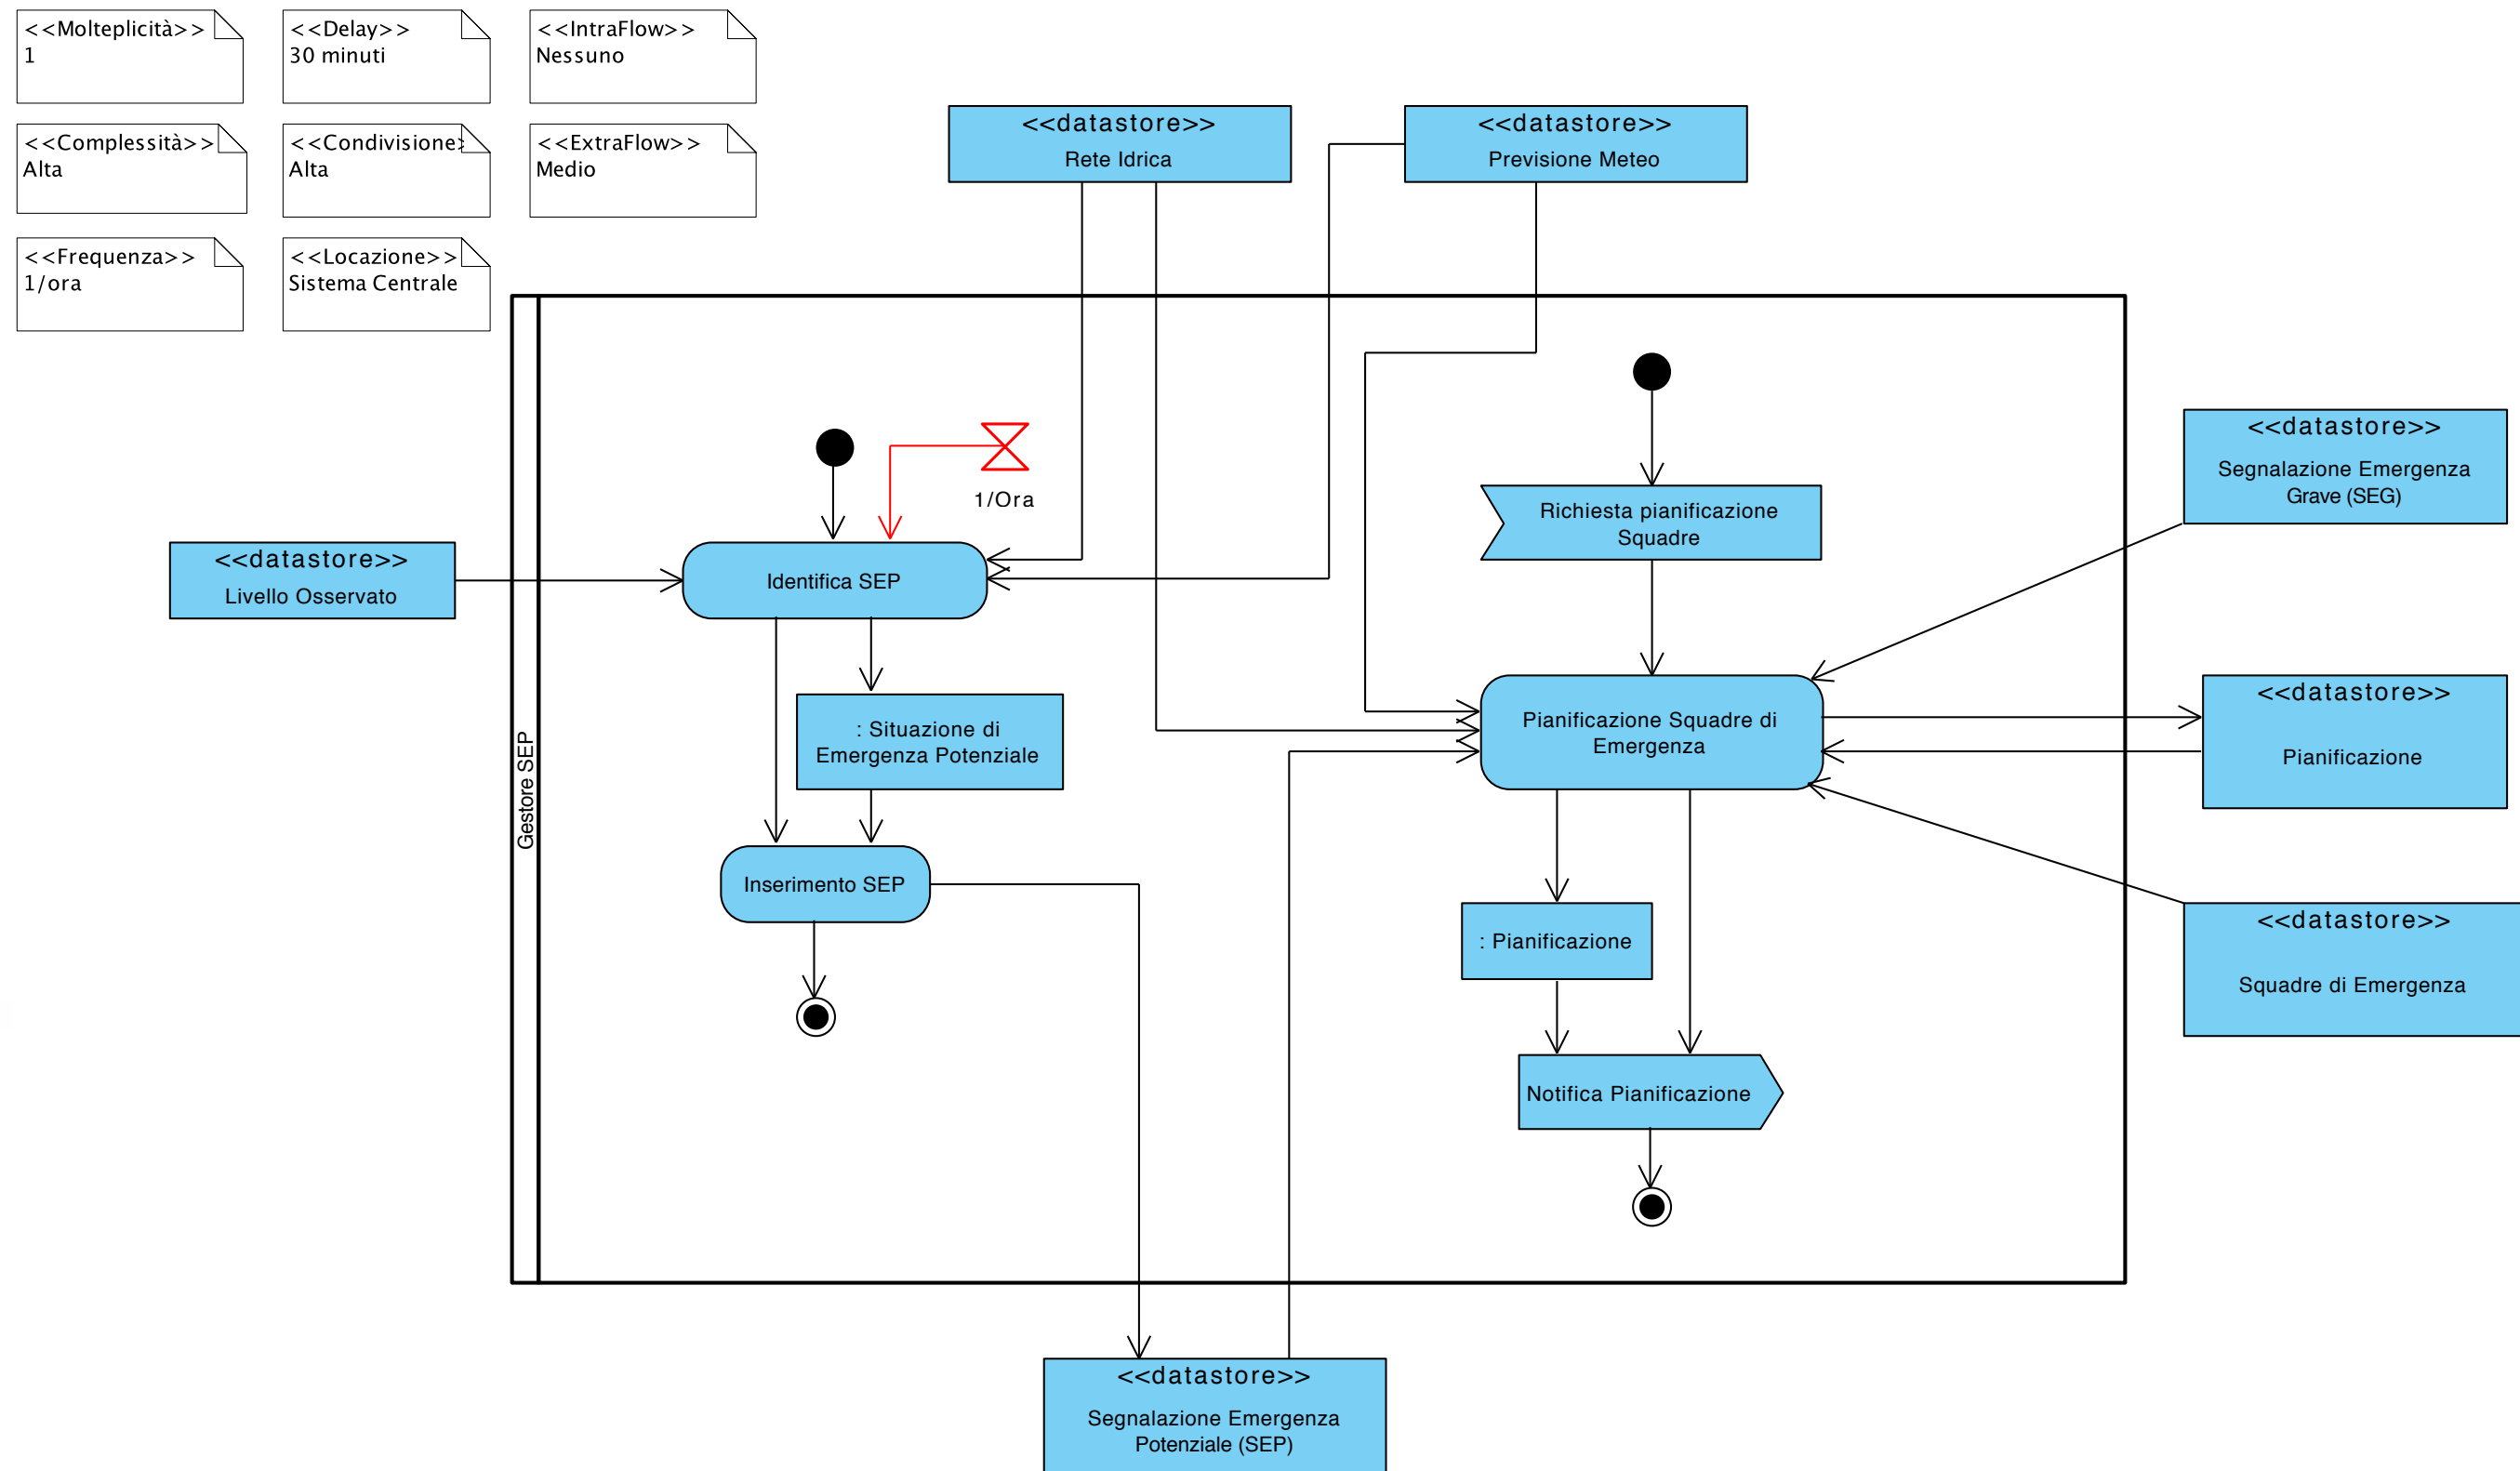 <<Molteplicità>>
1
<<Delay>>
30 minuti
<<IntraFlow>>
Nessuno
<<Complessità>>
Alta
<<Condivisione>
Alta
<<ExtraFlow>>
Medio
<<Frequenza>>
1/ora
<<Locazione>>
Sistema Centrale
<<datastore>>
Rete Idrica
<<datastore>>
Previsione Meteo
Gestore SEP
1/Ora
<<datastore>>
Livello Osservato
Identifica SEP
: Situazione di
Emergenza Potenziale
Inserimento SEP
Richiesta pianificazione
Squadre
Pianificazione Squadre di
Emergenza
: Pianificazione
Notifica Pianificazione
<<datastore>>
Segnalazione Emergenza
Grave (SEG)
<<datastore>>
Pianificazione
<<datastore>>
Squadre di Emergenza
<<datastore>>
Segnalazione Emergenza
Potenziale (SEP)